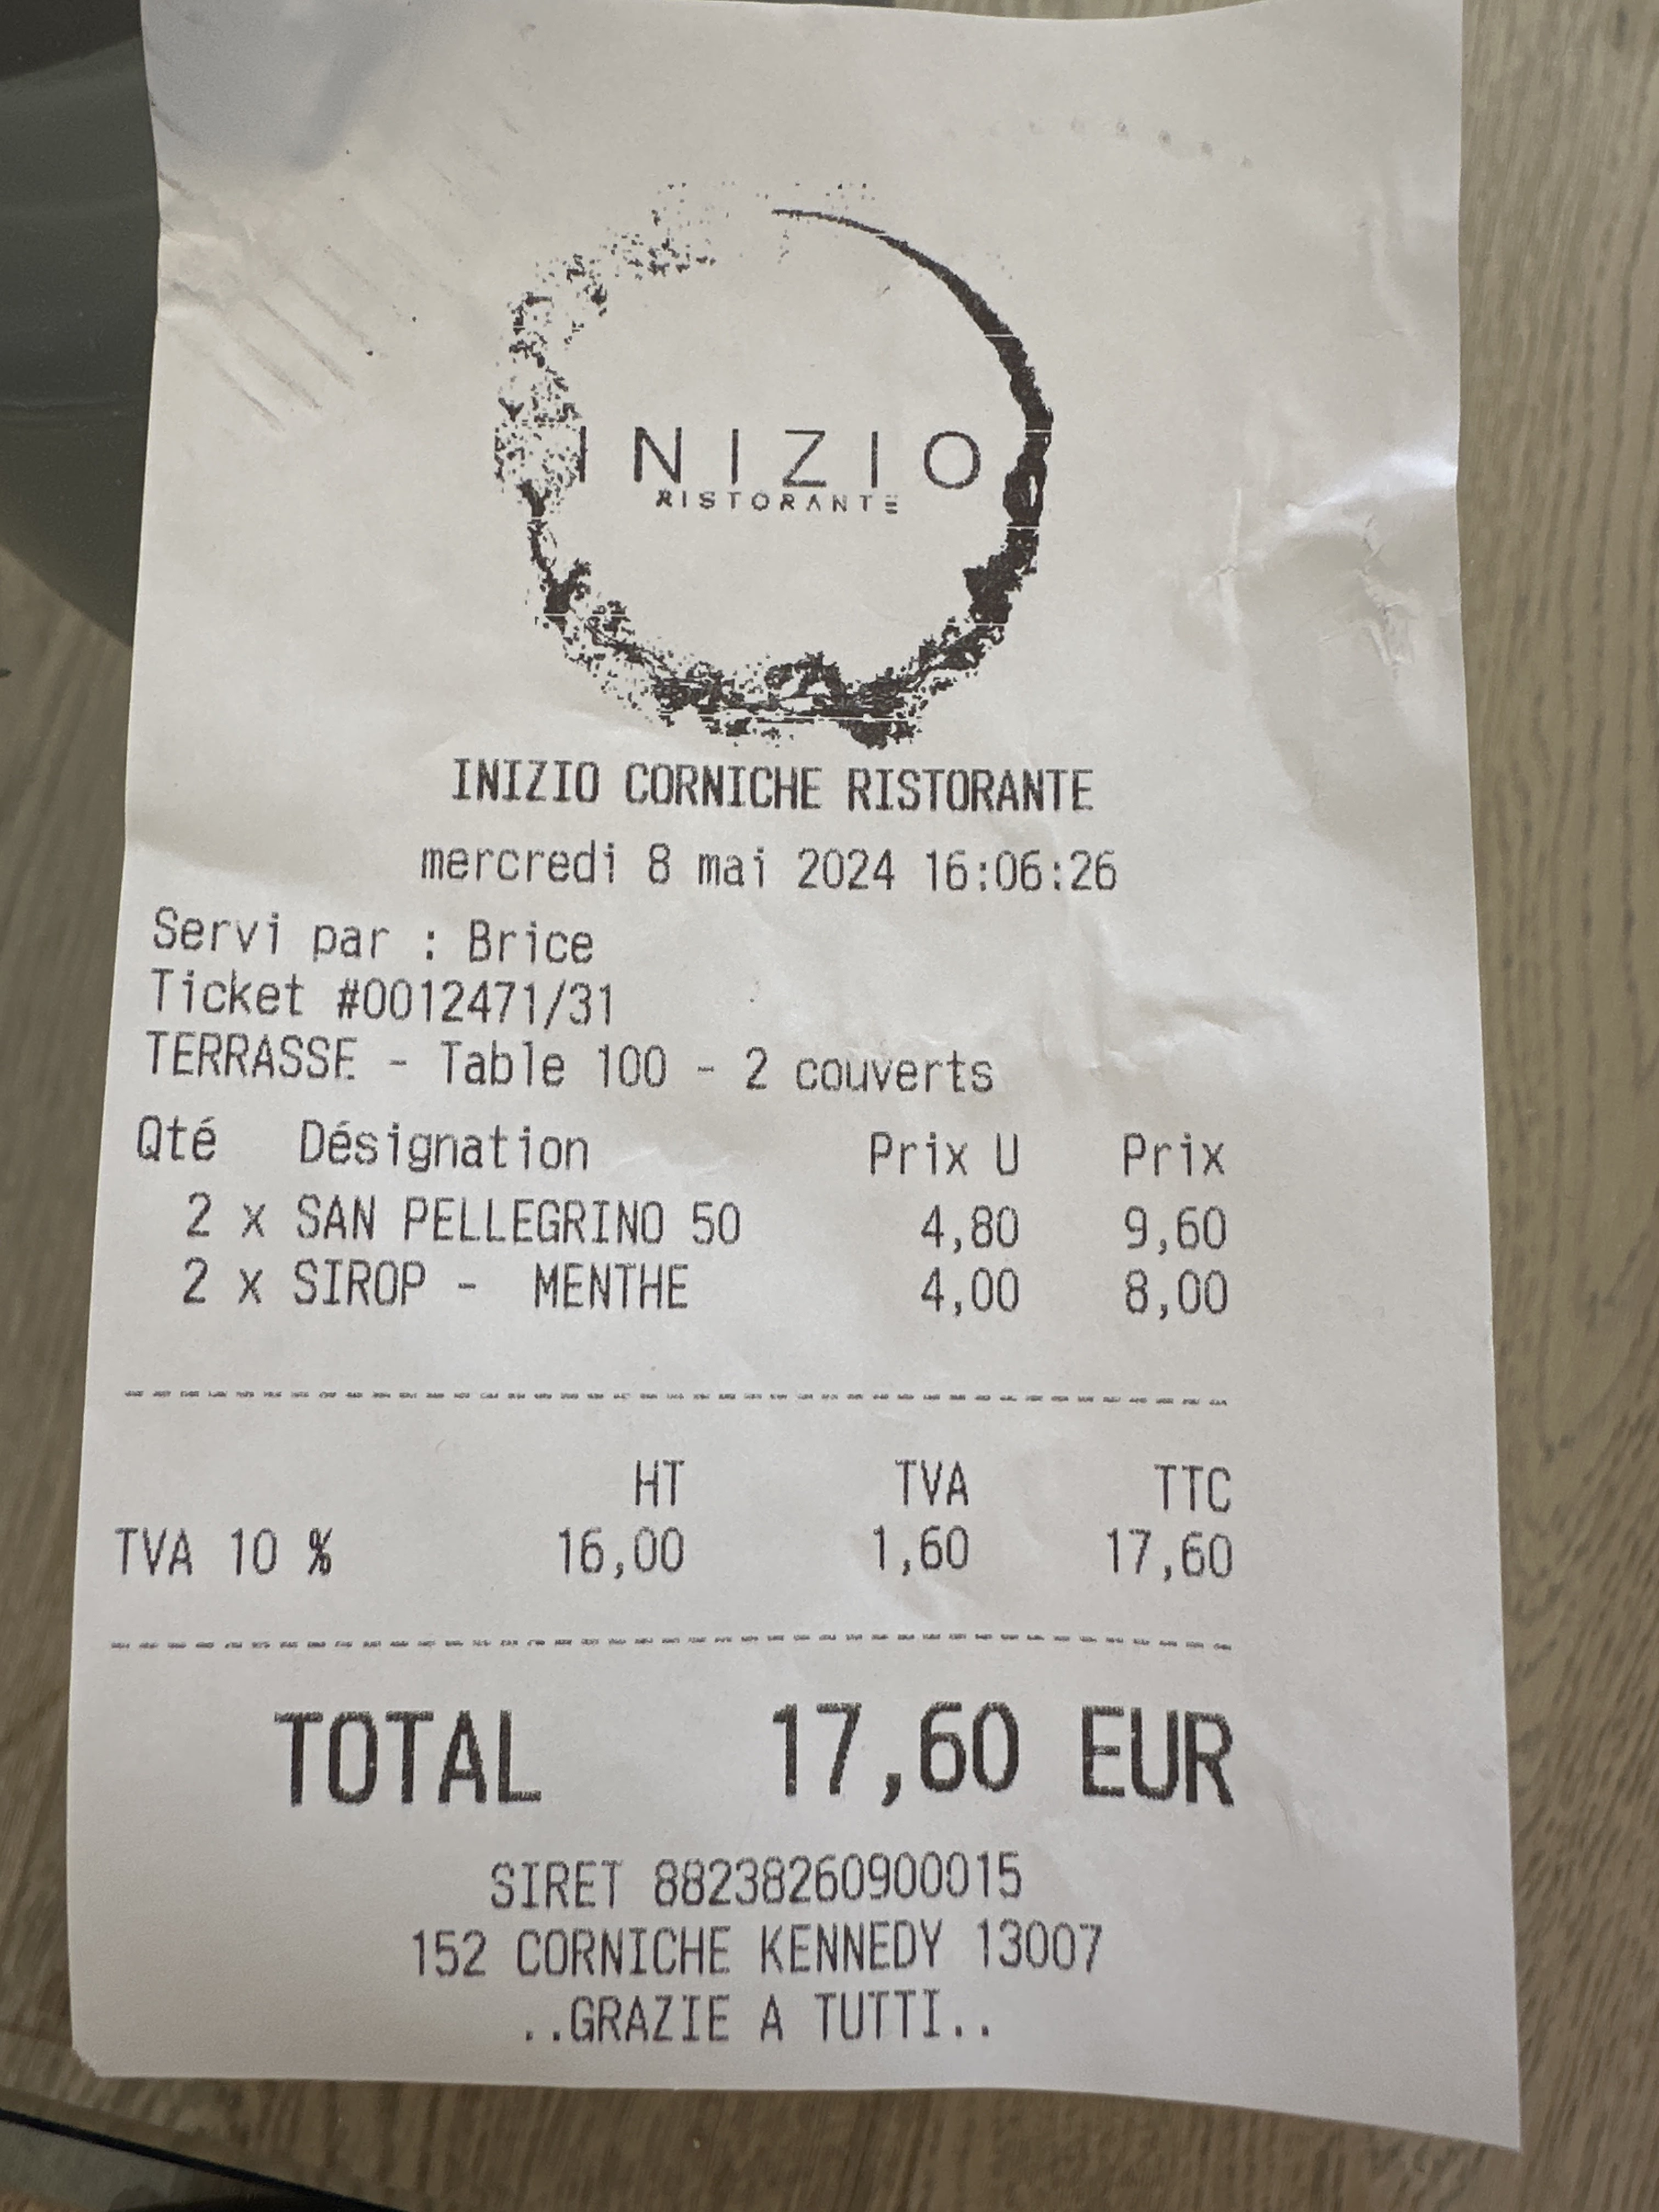 INIZIO
RISTORANTE
INIZIO CORNICHE RISTORANTE
mercredi 8 mai 2024 16:06:26
Servi par : Brice
Ticket #0012471/31
TERRASSE - Table 100 - 2 couverts
Qté Désignation Prix U Prix
2 x SAN PELLEGRINO 50 4,80 9,60
2 x SIROP - MENTHE 4,00 8,00
HT TVA TTC
TVA 10 % 16,00 1,60 17,60
TOTAL 17,60 EUR
SIRET 88238260900015
152 CORNICHE KENNEDY 13007
..GRAZIE A TUTTI..